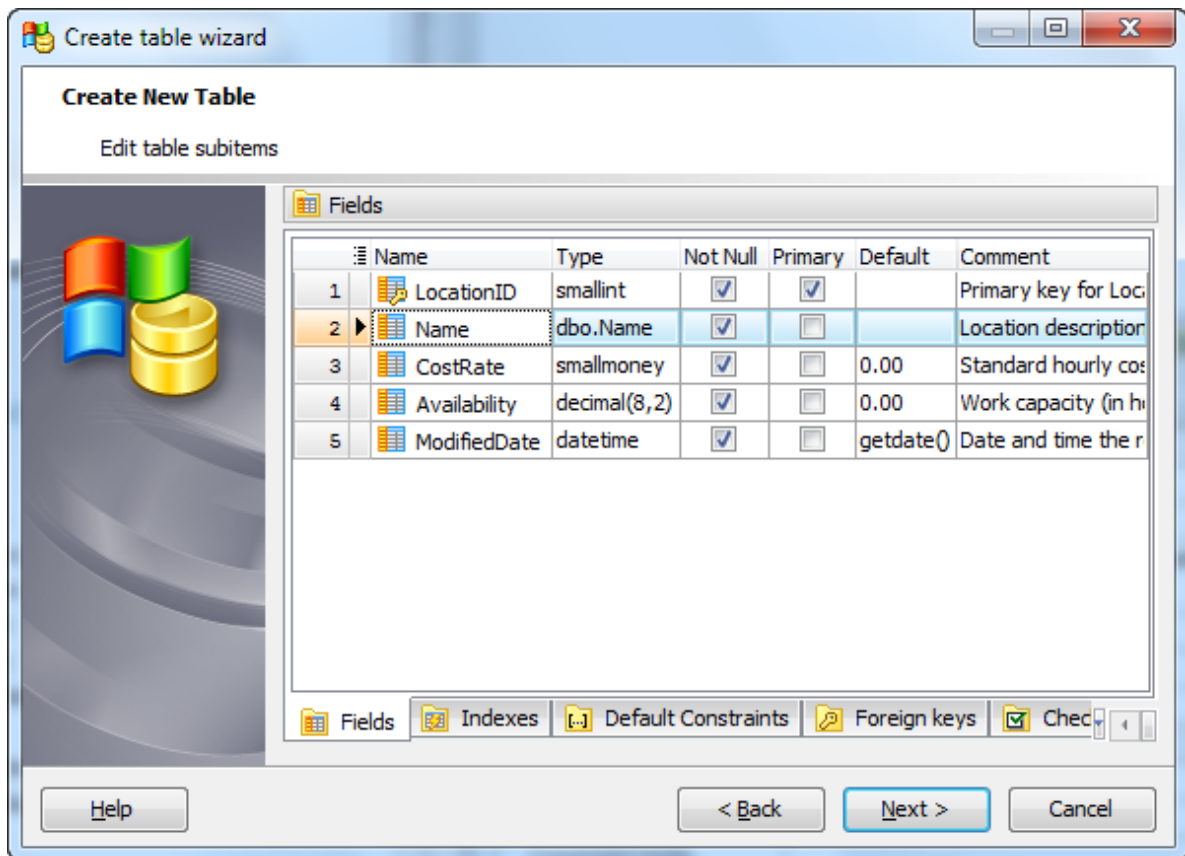 Create table wizard
Create New Table
Edit table subitems
Fields
Name Type Not Null Primary Default Comment
1 LocationID smallint Primary key for
2 Name dbo.Name Location description
3 CostRate smallmoney 0.00 Standard hourly
4 Availability decimal(8,2) 0.00 Work capacity (in
5 ModifiedDate datetime getdate() Date and time the
Fields Indexes [...] Default Constraints Foreign keys
Help < Back Next > Cancel